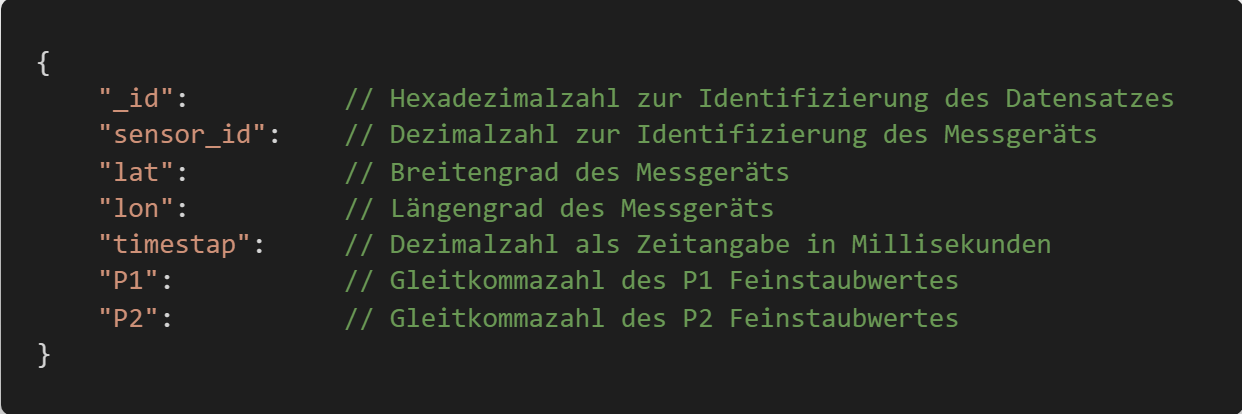 {
"_id": // Hexadezimalzahl zur Identifizierung des Datensatzes
"sensor_id": // Dezimalzahl zur Identifizierung des Messgeräts
"lat": // Breitengrad des Messgeräts
"lon": // Längengrad des Messgeräts
"timestap": // Dezimalzahl als Zeitangabe in Millisekunden
"P1": // Gleitkommazahl des P1 Feinstaubwertes
"P2": // Gleitkommazahl des P2 Feinstaubwertes
}